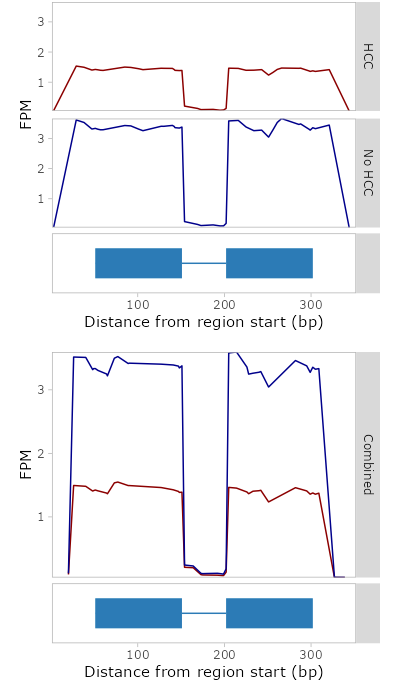 3
2
1
HCC
FPM
3
2
1
No HCC
100 200 300
Distance from region start (bp)
3
2
1
FPM
Combined
100 200 300
Distance from region start (bp)